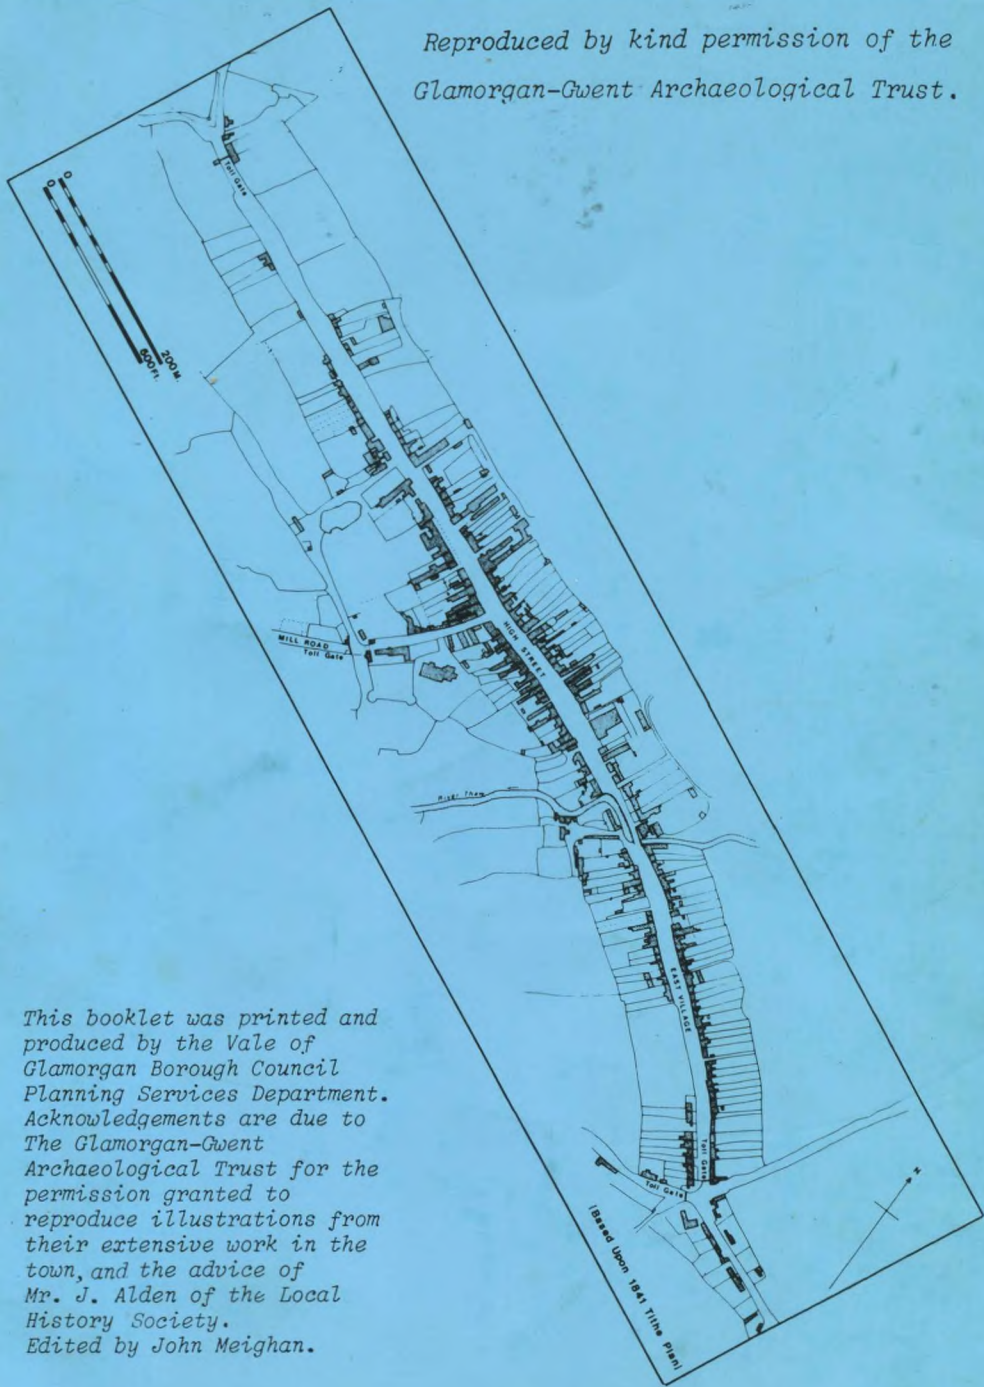 Reproduced by kind permission of the
Glamorgan-Gwent Archaeological Trust.
Toll Gate
0
0
600 FT.
200 M.
MILL ROAD
Toll Gate
HIGH STREET
River Thaw
EAST VILLAGE
Toll Gate
Toll Gate
N
(Based Upon 1841 Tithe Plan)
This booklet was printed and
produced by the Vale of
Glamorgan Borough Council
Planning Services Department.
Acknowledgements are due to
The Glamorgan-Gwent
Archaeological Trust for the
permission granted to
reproduce illustrations from
their extensive work in the
town, and the advice of
Mr. J. Alden of the Local
History Society.
Edited by John Meighan.